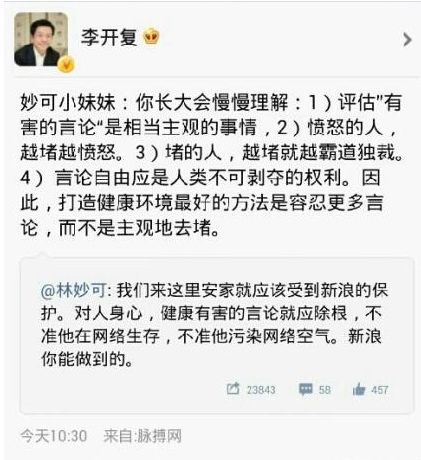 李开复
妙可小妹妹：你长大会慢慢理解：1）评估”有
害的言论“是相当主观的事情，2）愤怒的人，
越堵越愤怒。3）堵的人，越堵就越霸道独裁。
4） 言论自由应是人类不可剥夺的权利。因
此，打造健康环境最好的方法是容忍更多言
论，而不是主观地去堵。
@林妙可: 我们来这里安家就应该受到新浪的保
护。对人身心，健康有害的言论就应除根，不
准他在网络生存，不准他污染网络空气。新浪
你能做到的。
23843 58 457
今天10:30 来自:脉搏网